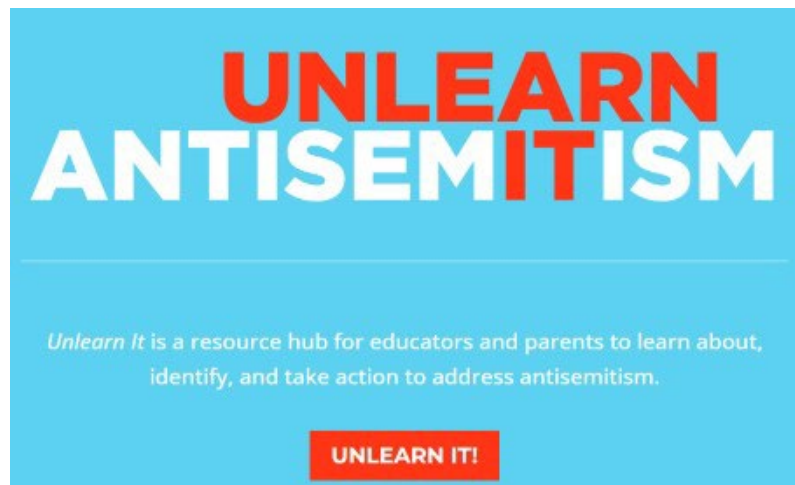 UNLEARN
ANTISEMITISM
Unlearn It is a resource hub for educators and parents to learn about,
identify, and take action to address antisemitism.
UNLEARN IT!